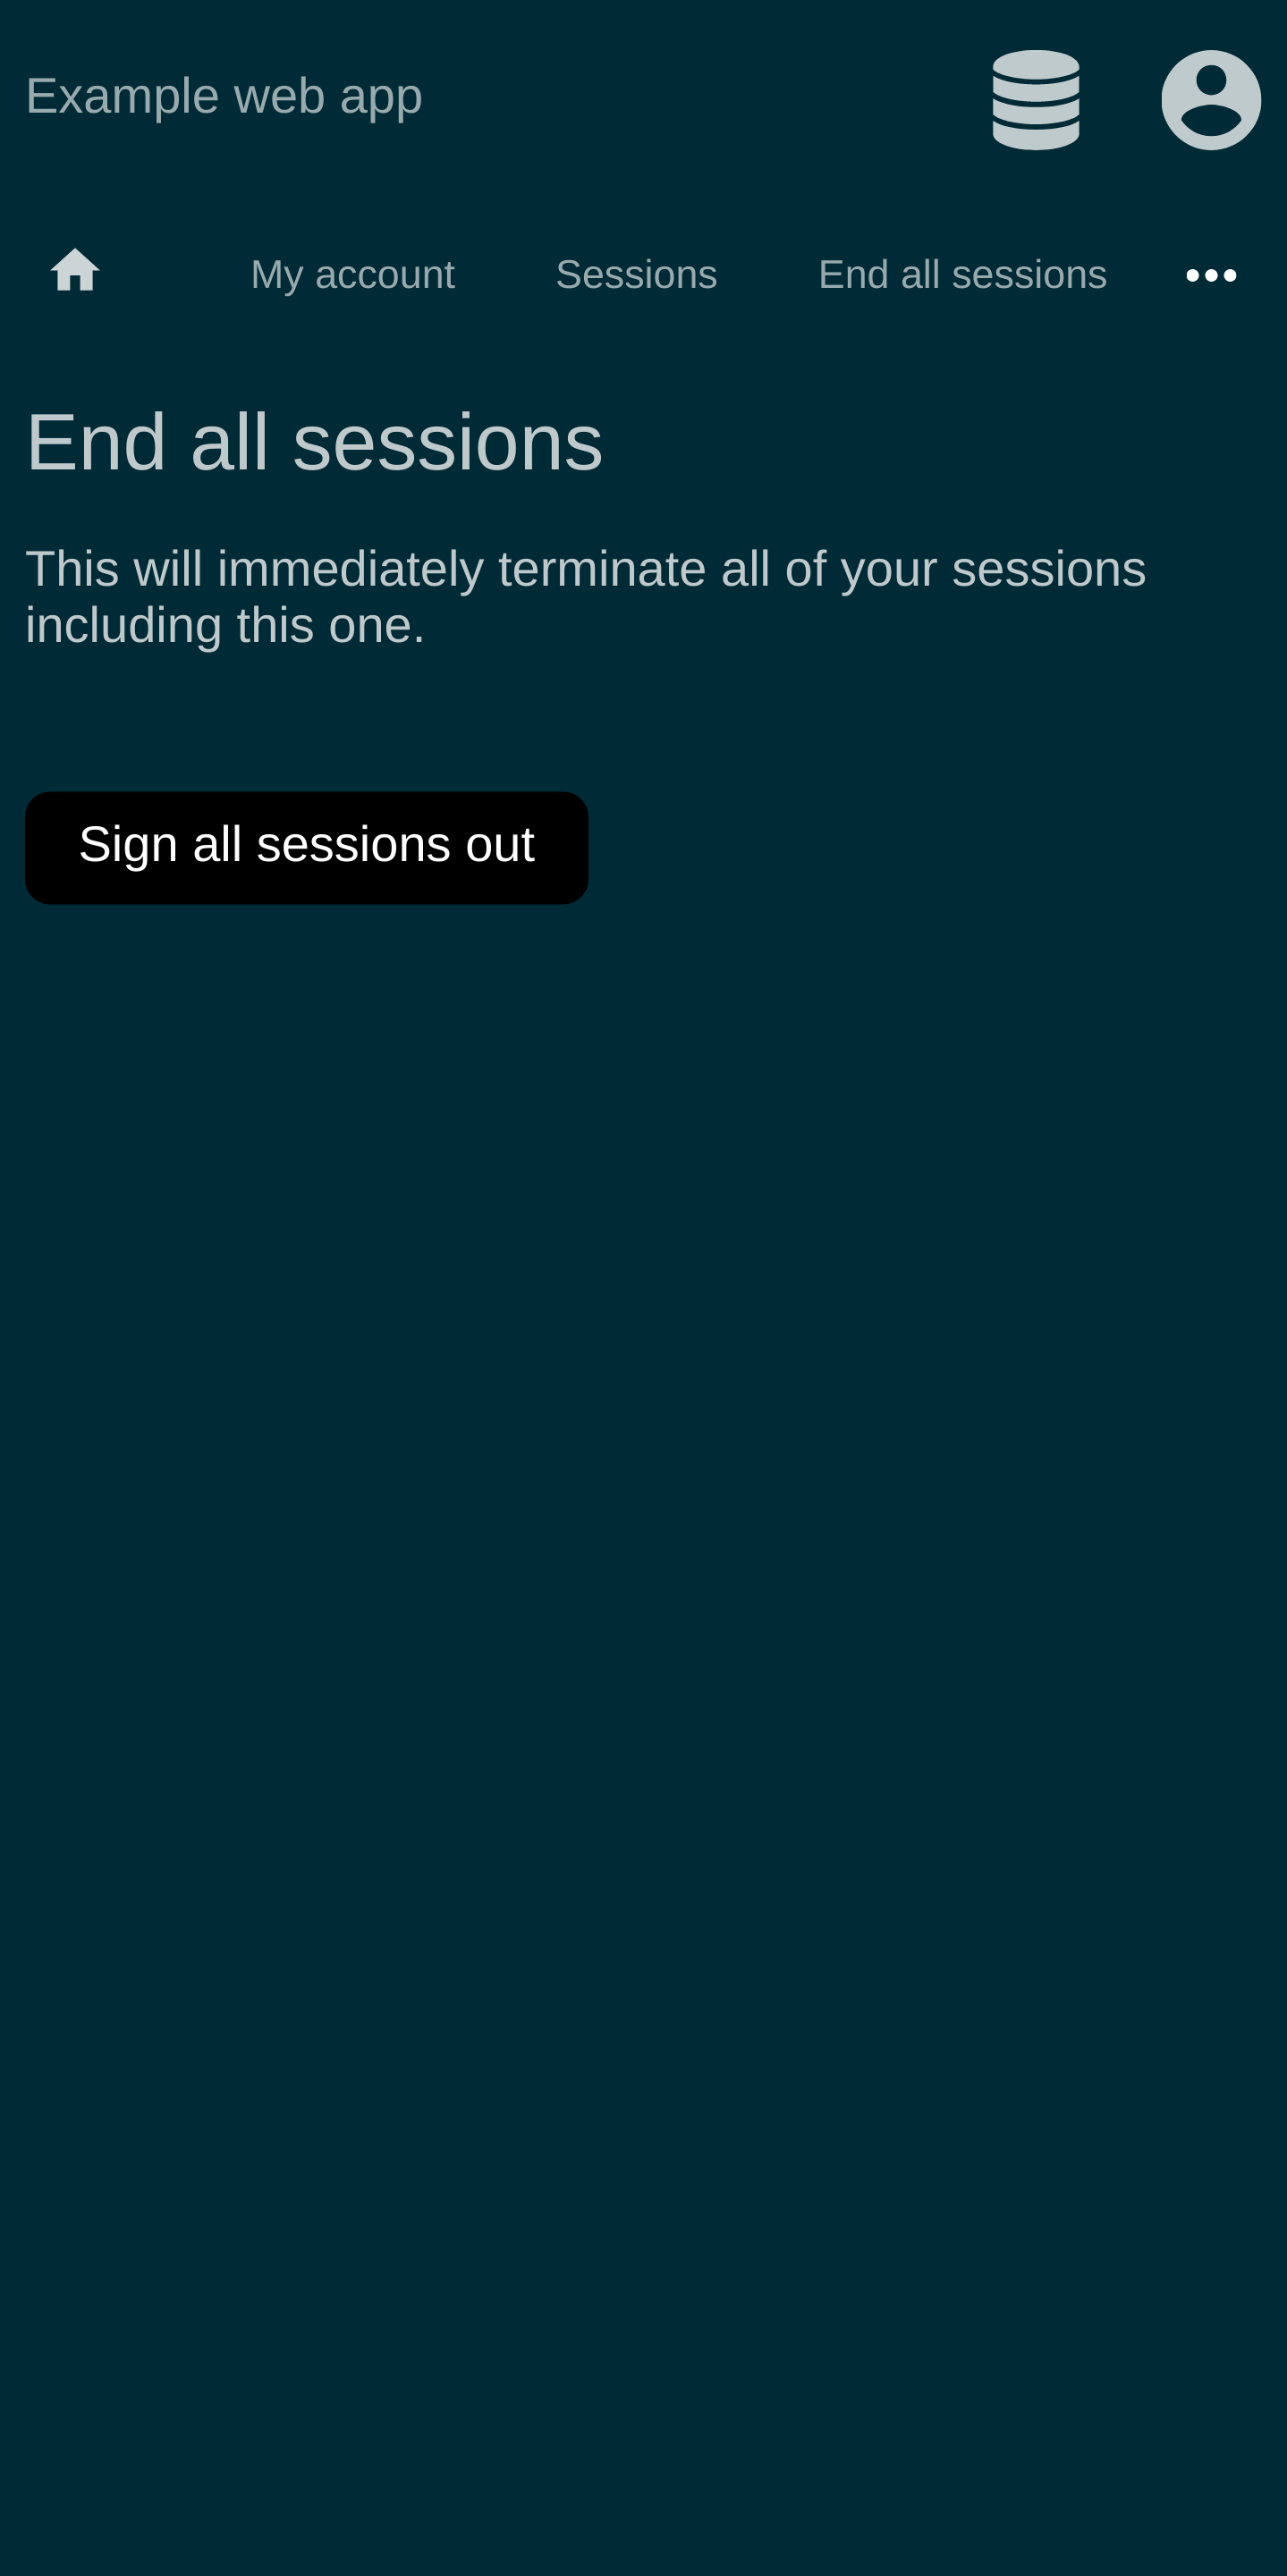 Example web app
My account Sessions End all sessions
End all sessions
This will immediately terminate all of your sessions
including this one.
Sign all sessions out